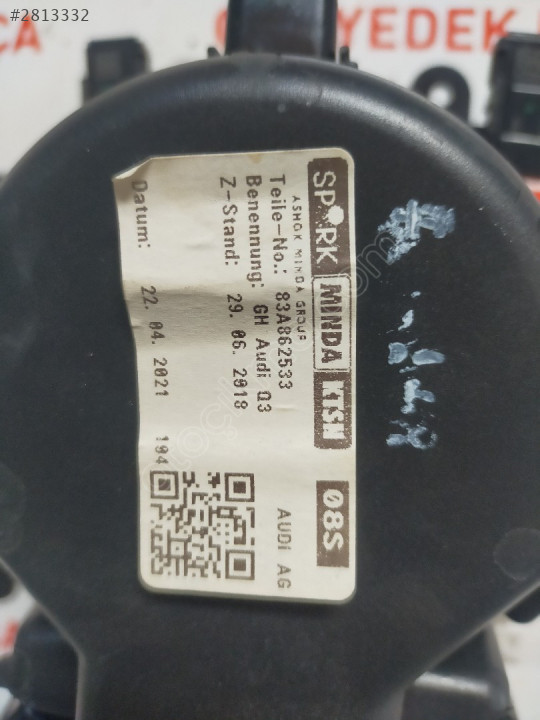 #2813332
YEDEK
SPARK MINDA KTSN 08S
ASHOK MINDA GROUP
AUDI AG
Teile-No.: 83A862533
Benennung: GH Audi Q3
Z-Stand: 29. 06. 2018
Datum: 22. 04. 2021